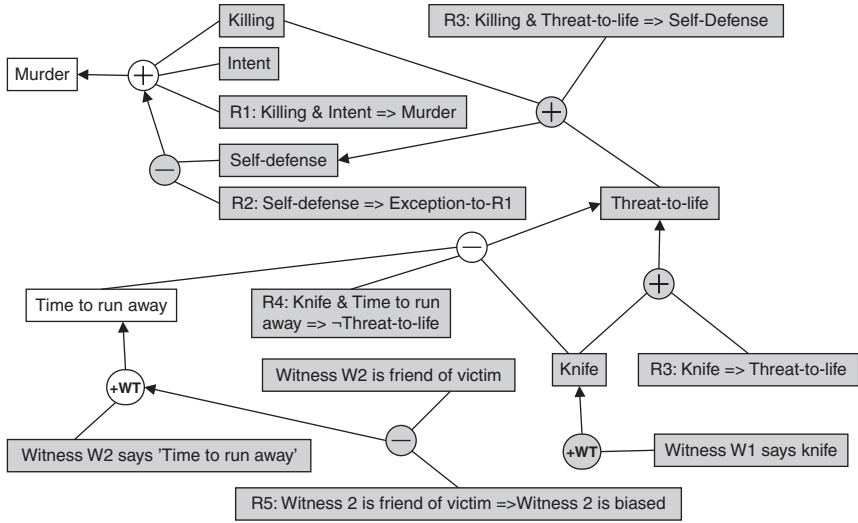 Killing
R3: Killing & Threat-to-life => Self-Defense
Murder
+
Intent
R1: Killing & Intent => Murder
+
Self-defense
−
R2: Self-defense => Exception-to-R1
Threat-to-life
−
Time to run away
R4: Knife & Time to run
away => ¬Threat-to-life
+
Witness W2 is friend of victim
Knife
R3: Knife => Threat-to-life
+WT
Witness W2 says 'Time to run away'
−
+WT
Witness W1 says knife
R5: Witness 2 is friend of victim =>Witness 2 is biased